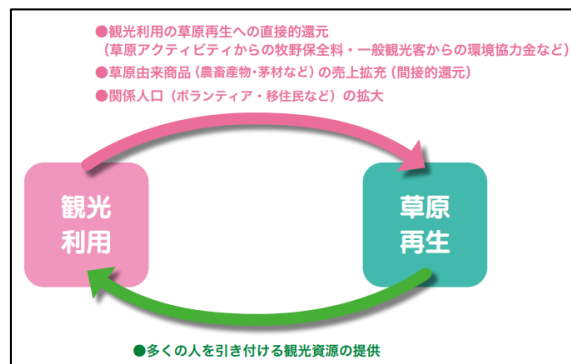 ●観光利用の草原再生への直接的還元
（草原アクティビティからの牧野保全料・一般観光客からの環境協力金など）
●草原由来商品（農畜産物・茅材など）の売上拡充（間接的還元）
●関係人口（ボランティア・移住民など）の拡大
観光
利用
草原
再生
●多くの人を引き付ける観光資源の提供